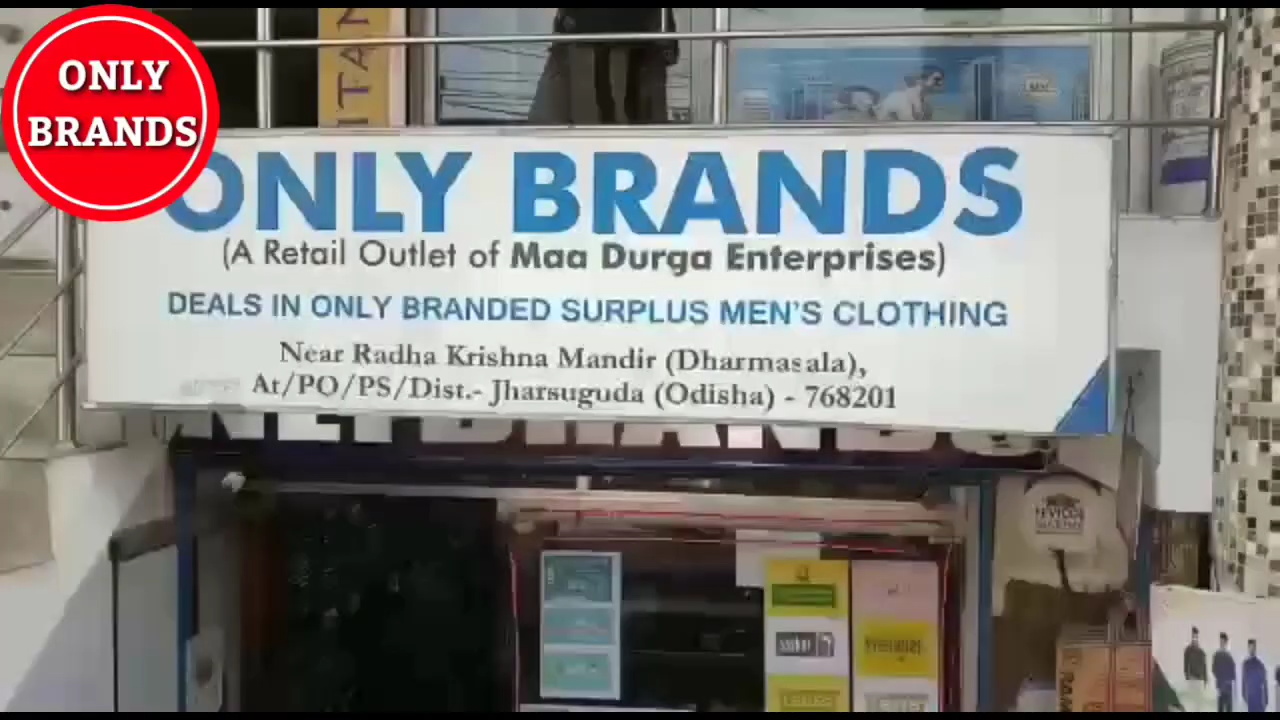 ONLY
BRANDS
ONLY BRANDS
(A Retail Outlet of Maa Durga Enterprises)
DEALS IN ONLY BRANDED SURPLUS MEN'S CLOTHING
Near Radha Krishna Mandir (Dharmasala),
At/PO/PS/Dist.- Jharsuguda (Odisha) - 768201